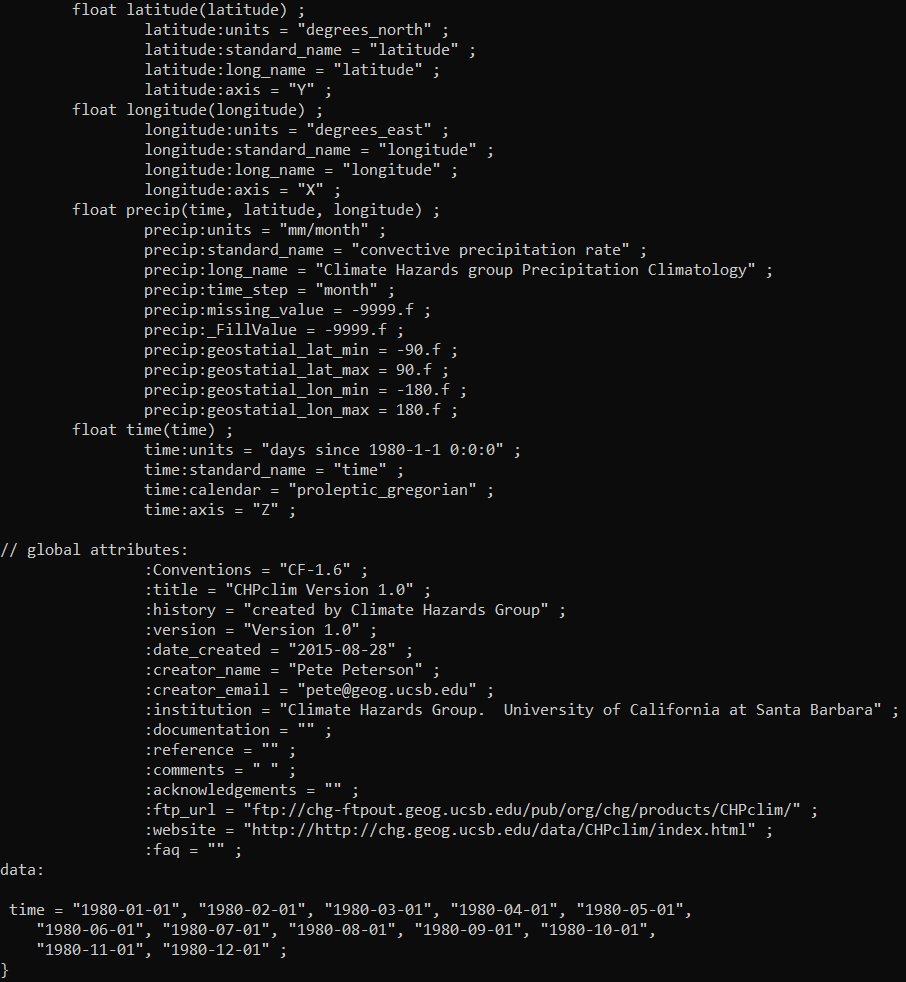 float latitude(latitude) ;
latitude:units = "degrees_north" ;
latitude:standard_name = "latitude" ;
latitude:long_name = "latitude" ;
latitude:axis = "Y" ;
float longitude(longitude) ;
longitude:units = "degrees_east" ;
longitude:standard_name = "longitude" ;
longitude:long_name = "longitude" ;
longitude:axis = "X" ;
float precip(time, latitude, longitude) ;
precip:units = "mm/month" ;
precip:standard_name = "convective precipitation rate" ;
precip:long_name = "Climate Hazards group Precipitation Climatology" ;
precip:time_step = "month" ;
precip:missing_value = -9999.f ;
precip:_FillValue = -9999.f ;
precip:geostatial_lat_min = -90.f ;
precip:geostatial_lat_max = 90.f ;
precip:geostatial_lon_min = -180.f ;
precip:geostatial_lon_max = 180.f ;
float time(time) ;
time:units = "days since 1980-1-1 0:0:0" ;
time:standard_name = "time" ;
time:calendar = "proleptic_gregorian" ;
time:axis = "Z" ;
// global attributes:
:Conventions = "CF-1.6" ;
:title = "CHPclim Version 1.0" ;
:history = "created by Climate Hazards Group" ;
:version = "Version 1.0" ;
:date_created = "2015-08-28" ;
:creator_name = "Pete Peterson" ;
:creator_email = "pete@geog.ucsb.edu" ;
:institution = "Climate Hazards Group.  University of California at Santa Barbara" ;
:documentation = "" ;
:reference = "" ;
:comments = " " ;
:acknowledgements = "" ;
:ftp_url = "ftp://chg-ftpout.geog.ucsb.edu/pub/org/chg/products/CHPclim/" ;
:website = "http://http://chg.geog.ucsb.edu/data/CHPclim/index.html" ;
:faq = "" ;
data:
time = "1980-01-01", "1980-02-01", "1980-03-01", "1980-04-01", "1980-05-01",
"1980-06-01", "1980-07-01", "1980-08-01", "1980-09-01", "1980-10-01",
"1980-11-01", "1980-12-01" ;
}